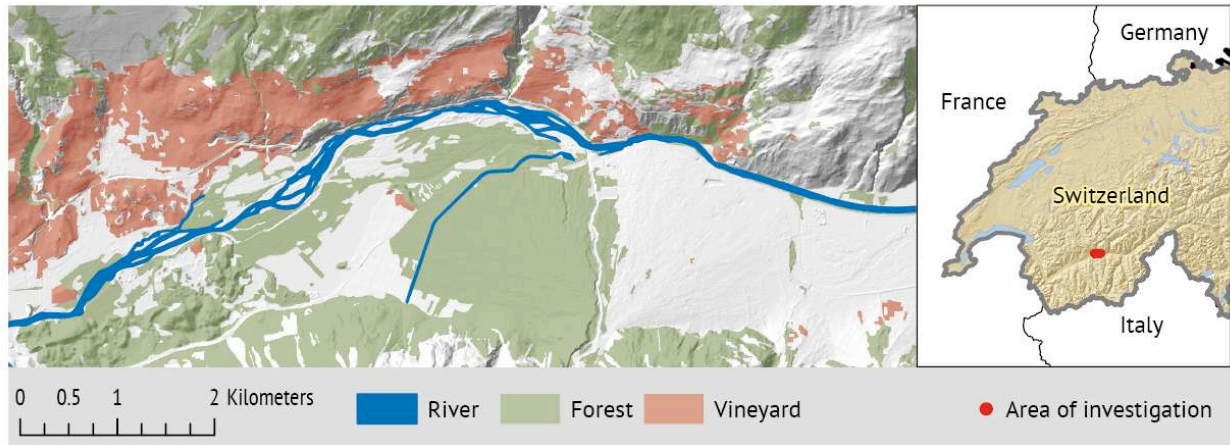 Germany
France
Switzerland
Italy
0 0.5 1 2 Kilometers
River
Forest
Vineyard
Area of investigation